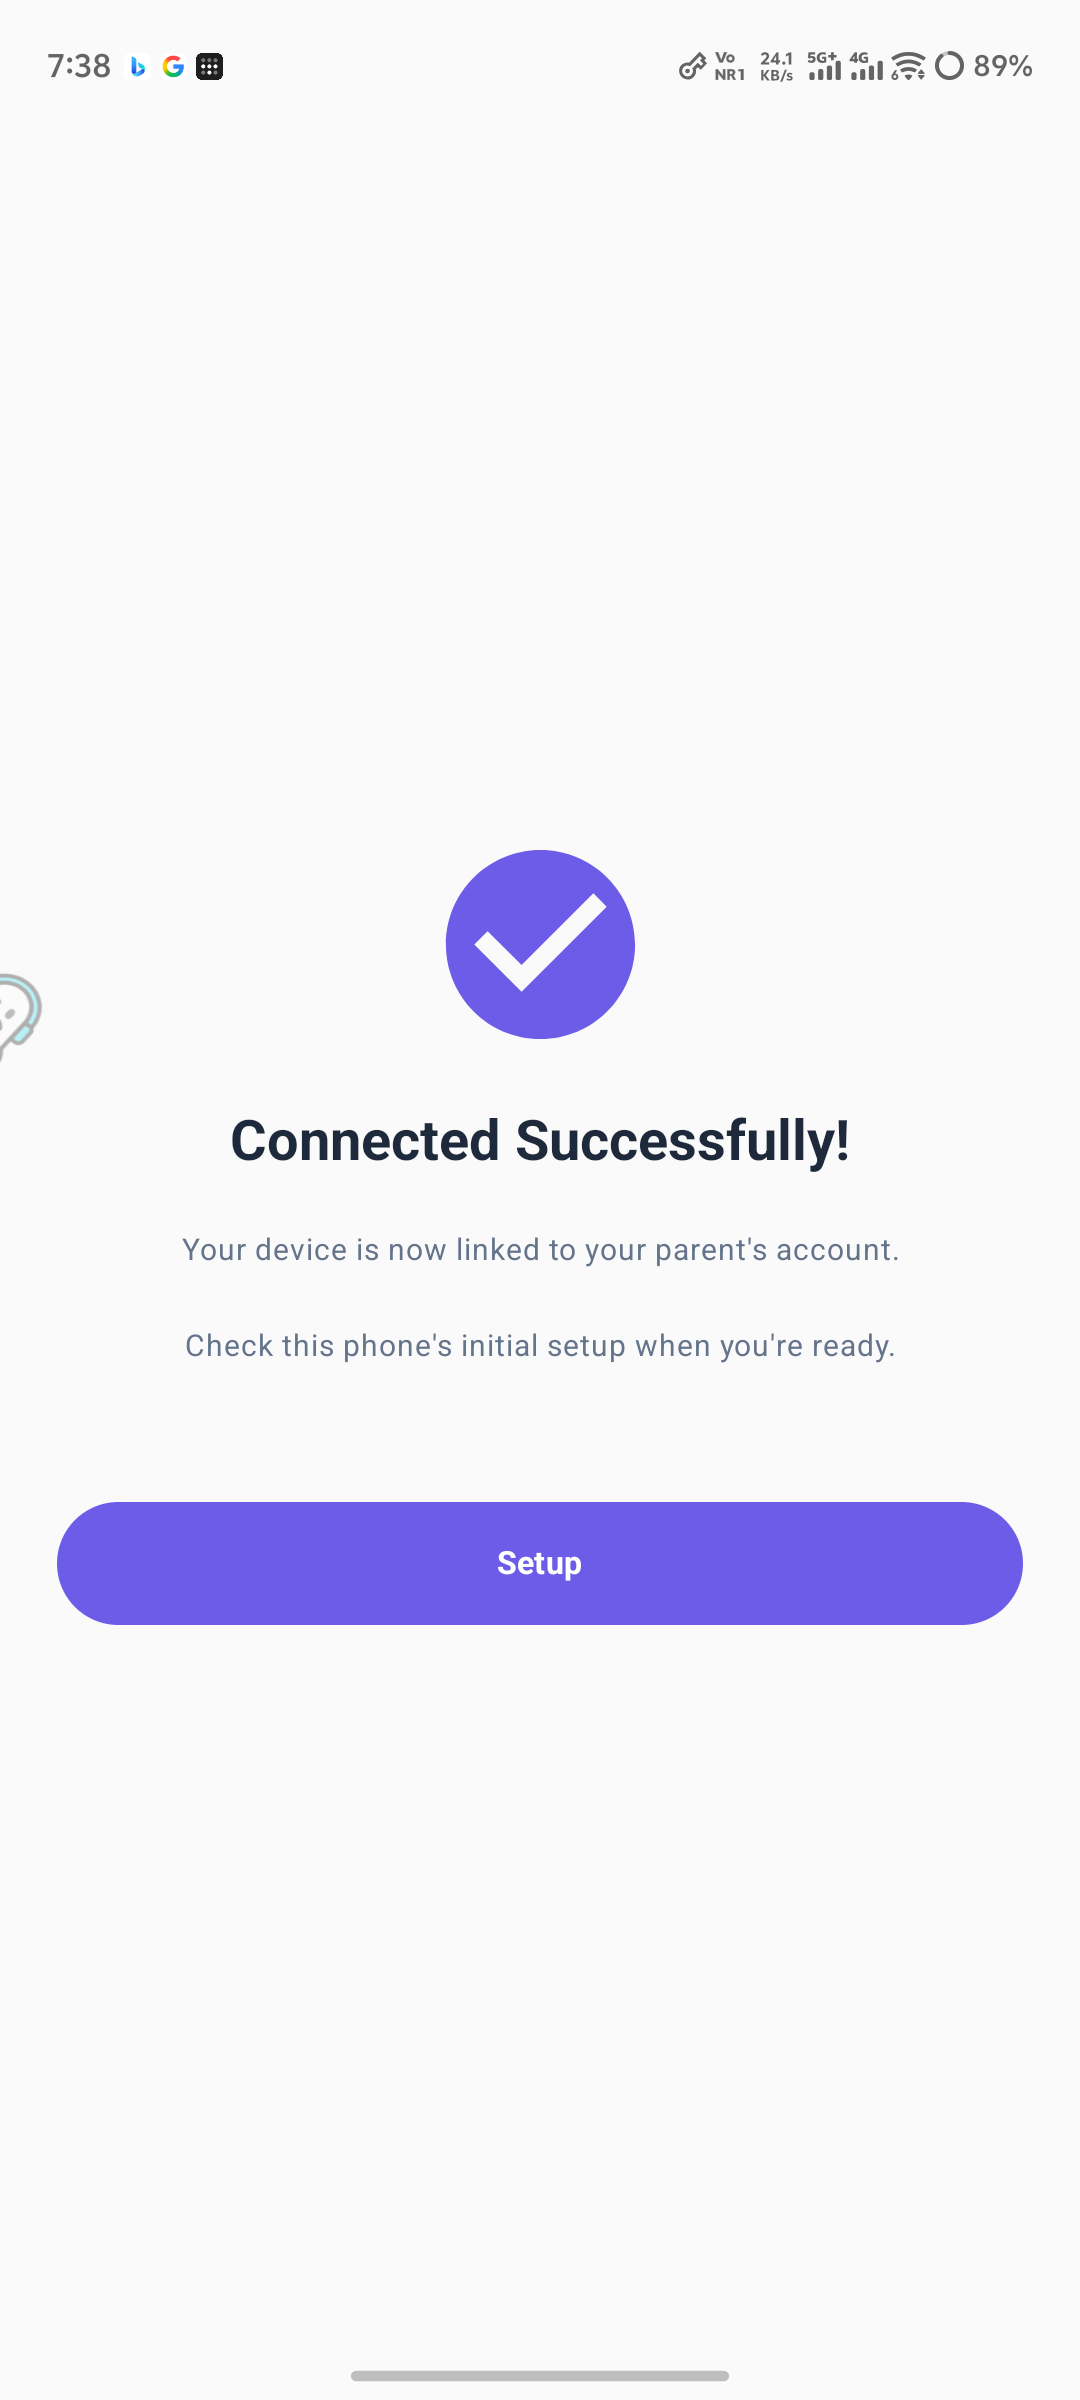 7:38
Vo
NR1
24.1
KB/s
5G+
4G
6
89%
Connected Successfully!
Your device is now linked to your parent's account.
Check this phone's initial setup when you're ready.
Setup